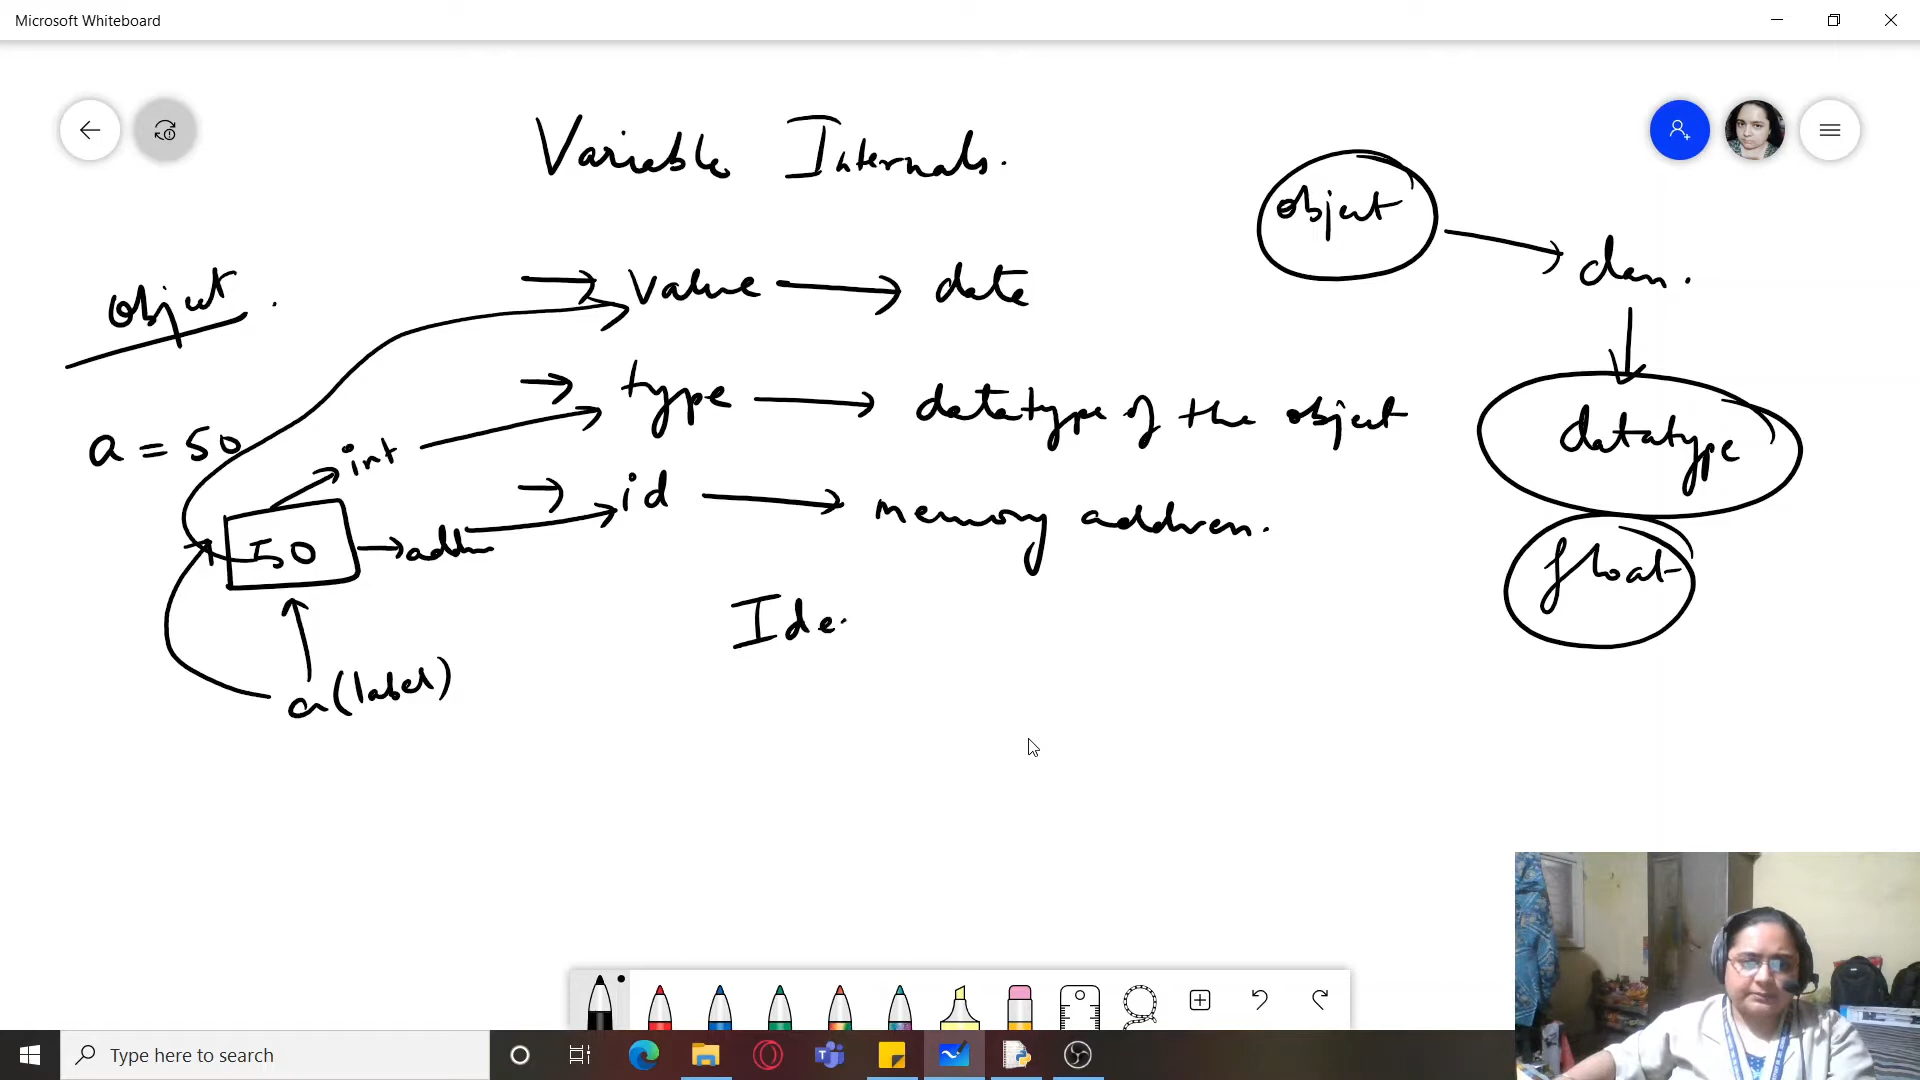 Microsoft Whiteboard
Variable Internals.
object
class.
object.
value → data
type → datatype of the object
datatype
a = 50
int
id → memory address.
50
float
Ide.
a (label)
Type here to search